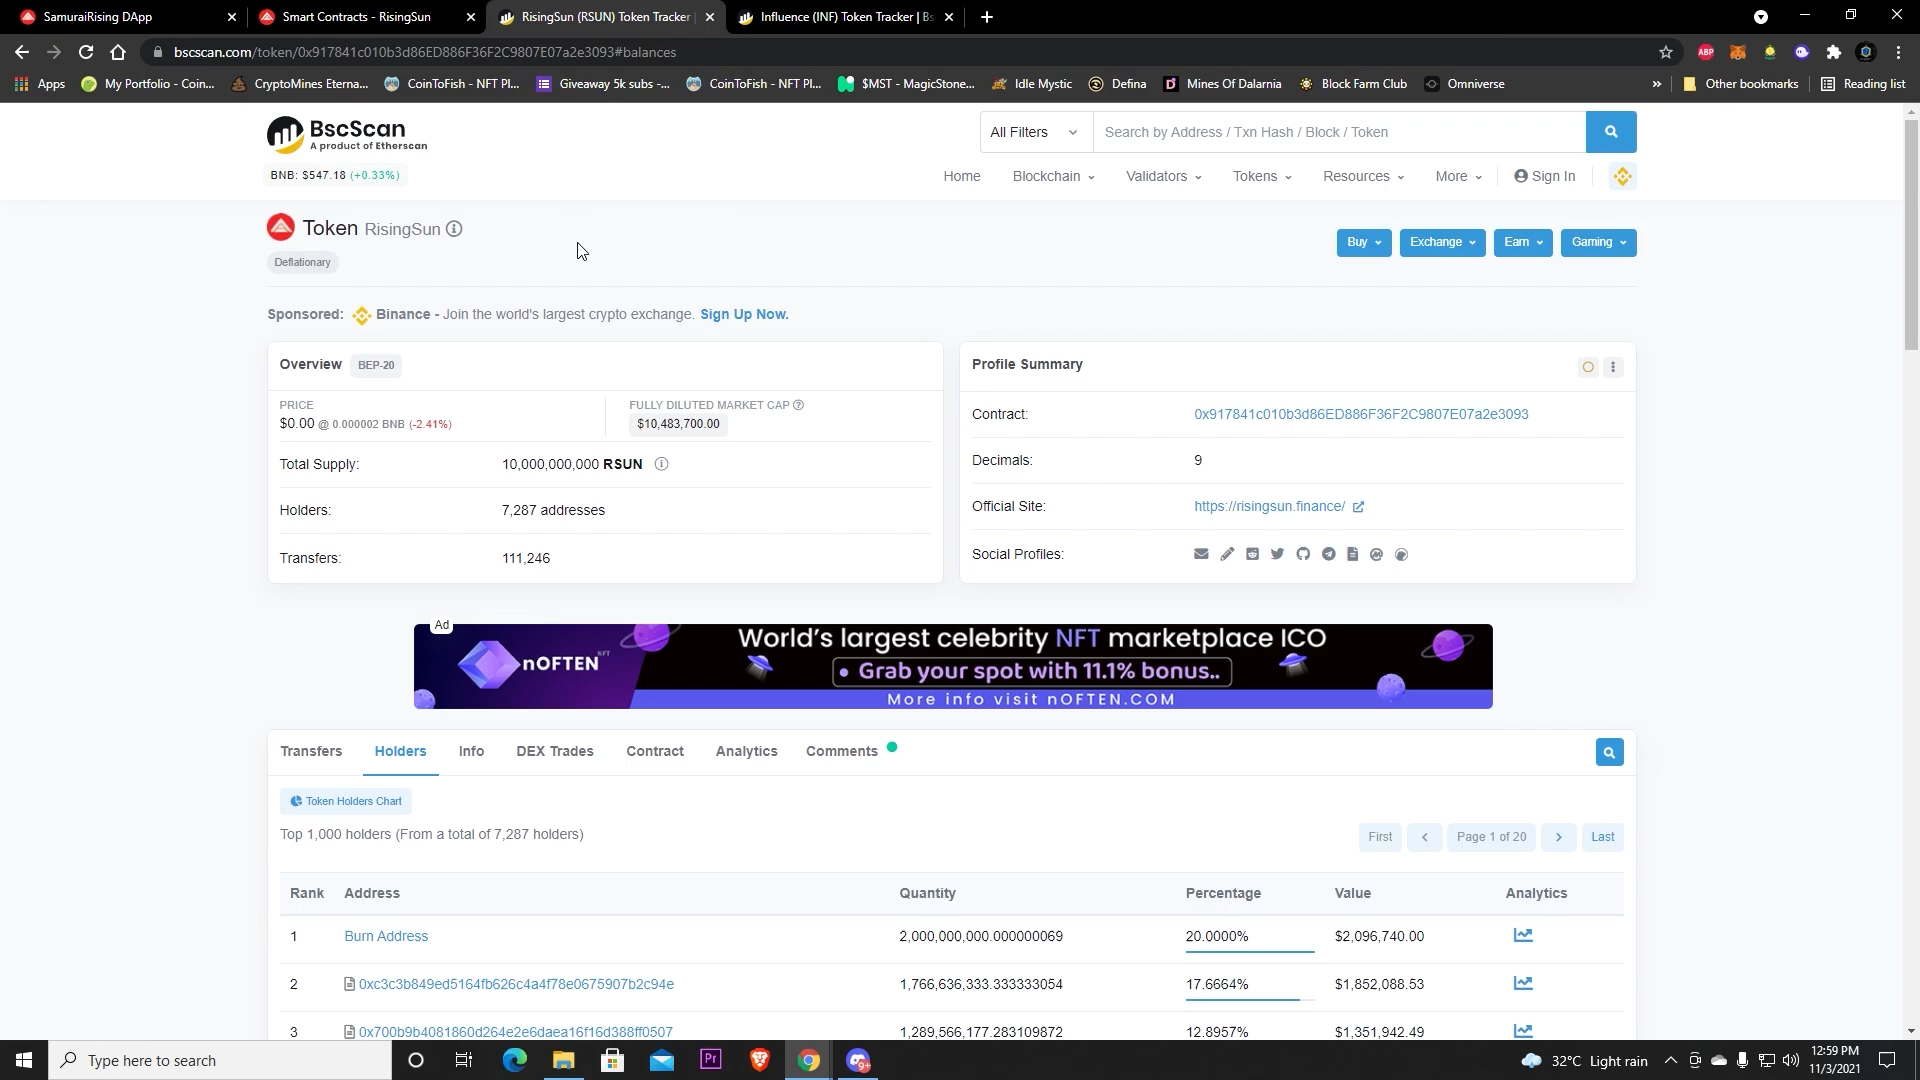 SamuraiRising DApp
Smart Contracts - RisingSun
RisingSun (RSUN) Token Tracker |
Influence (INF) Token Tracker | Bs
bscscan.com/token/0x917841c010b3d86ED886F36F2C9807E07a2e3093#balances
ABP
Apps
My Portfolio - Coin...
CryptoMines Eterna...
CoinToFish - NFT Pl...
Giveaway 5k subs -...
CoinToFish - NFT Pl...
$MST - MagicStone...
Idle Mystic
Defina
Mines Of Dalarnia
Block Farm Club
Omniverse
»
Other bookmarks
Reading list
BscScan
A product of Etherscan
All Filters
Search by Address / Txn Hash / Block / Token
BNB: $547.18 (+0.33%)
Home
Blockchain
Validators
Tokens
Resources
More
Sign In
Token RisingSun
Deflationary
Buy
Exchange
Earn
Gaming
Sponsored: Binance - Join the world's largest crypto exchange. Sign Up Now.
Overview BEP-20
PRICE
$0.00 @ 0.000002 BNB (-2.41%)
FULLY DILUTED MARKET CAP
$10,483,700.00
Total Supply: 10,000,000,000 RSUN
Holders: 7,287 addresses
Transfers: 111,246
Profile Summary
Contract: 0x917841c010b3d86ED886F36F2C9807E07a2e3093
Decimals: 9
Official Site: https://risingsun.finance/
Social Profiles:
Ad
nOFTEN NFT
World's largest celebrity NFT marketplace ICO
• Grab your spot with 11.1% bonus..
More info visit nOFTEN.COM
Transfers
Holders
Info
DEX Trades
Contract
Analytics
Comments
Token Holders Chart
Top 1,000 holders (From a total of 7,287 holders)
First
Page 1 of 20
Last
Rank Address Quantity Percentage Value Analytics
1 Burn Address 2,000,000,000.000000069 20.0000% $2,096,740.00
2 0xc3c3b849ed5164fb626c4a4f78e0675907b2c94e 1,766,636,333.333333054 17.6664% $1,852,088.53
3 0x700b9b4081860d264e2e6daea16f16d388ff0507 1,289,566,177.283109872 12.8957% $1,351,942.49
Type here to search
Pr
9+
32°C Light rain
12:59 PM
11/3/2021